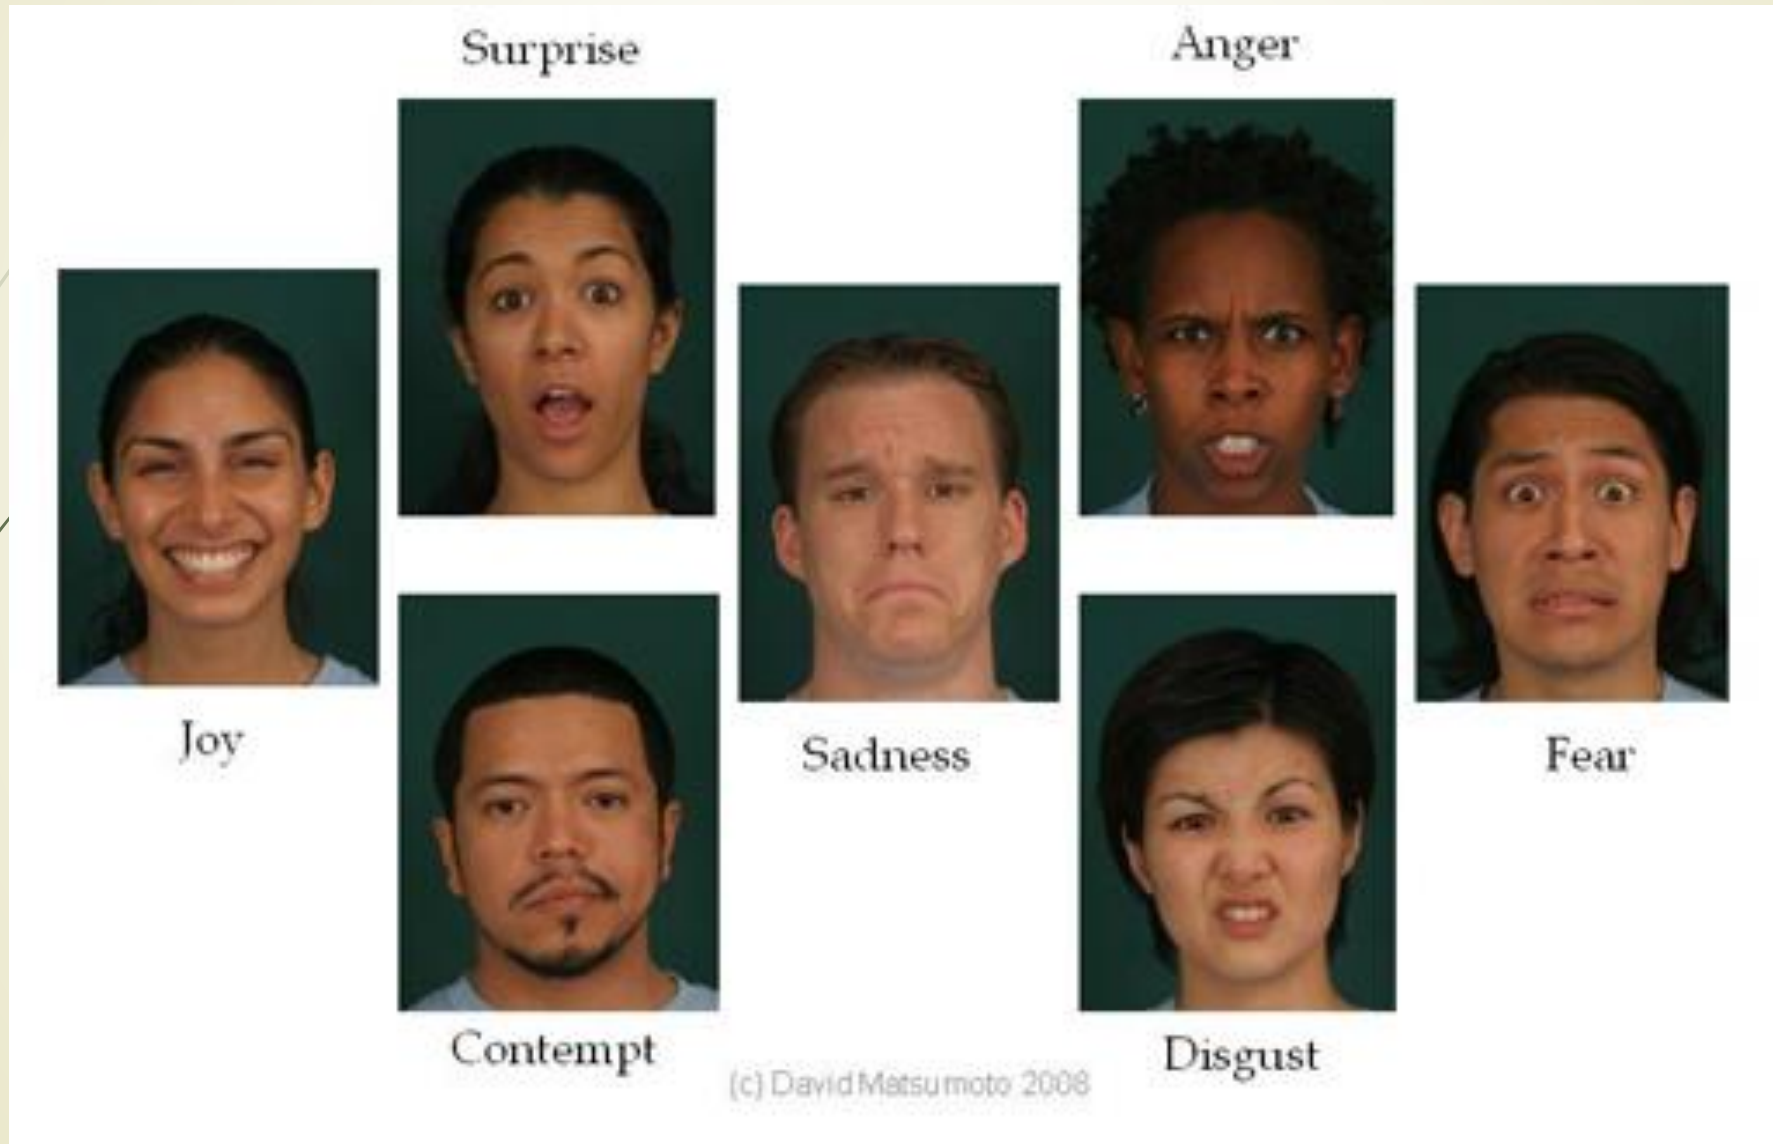 Surprise
Anger
Joy
Sadness
Fear
Contempt
Disgust
(c) David Matsumoto 2008